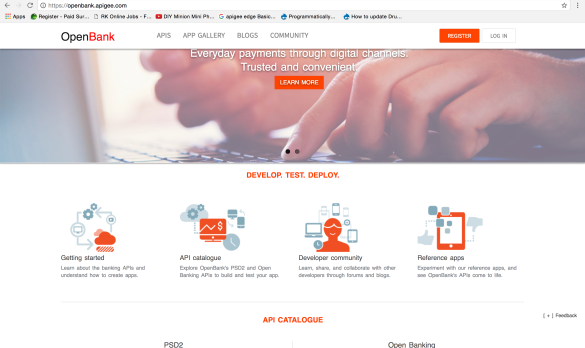 https://openbank.apigee.com
Apps Register - Paid Sur... RK Online Jobs - F... DIY Minion Mini Ph... apigee edge Basic... Programmatically... How to update Dru...
OpenBank APIS APP GALLERY BLOGS COMMUNITY REGISTER LOG IN
Everyday payments through digital channels.
Trusted and convenient.
LEARN MORE
DEVELOP. TEST. DEPLOY.
Getting started
Learn about the banking APIs and
understand how to create apps.
API catalogue
Explore OpenBank's PSD2 and Open
Banking APIs to build and test your app.
Developer community
Learn, share, and collaborate with other
developers through forums and blogs.
Reference apps
Experiment with our reference apps, and
see OpenBank's APIs come to life.
[ + ] Feedback
API CATALOGUE
PSD2 Open Banking